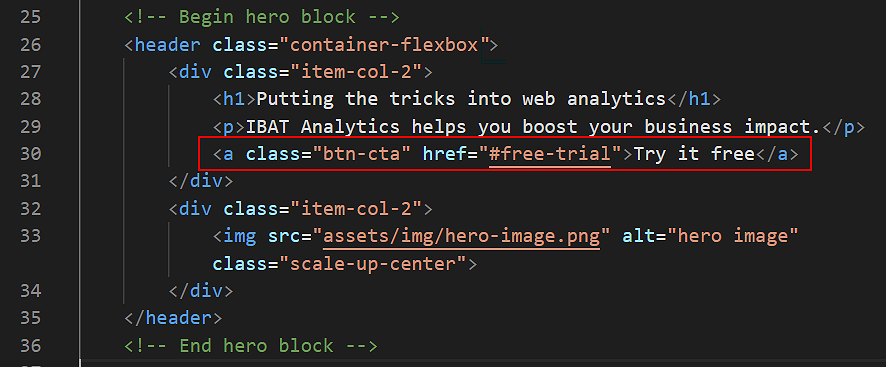 25 <!-- Begin hero block -->
26 <header class="container-flexbox">
27 <div class="item-col-2">
28 <h1>Putting the tricks into web analytics</h1>
29 <p>IBAT Analytics helps you boost your business impact.</p>
30 <a class="btn-cta" href="#free-trial">Try it free</a>
31 </div>
32 <div class="item-col-2">
33 <img src="assets/img/hero-image.png" alt="hero image"
class="scale-up-center">
34 </div>
35 </header>
36 <!-- End hero block -->